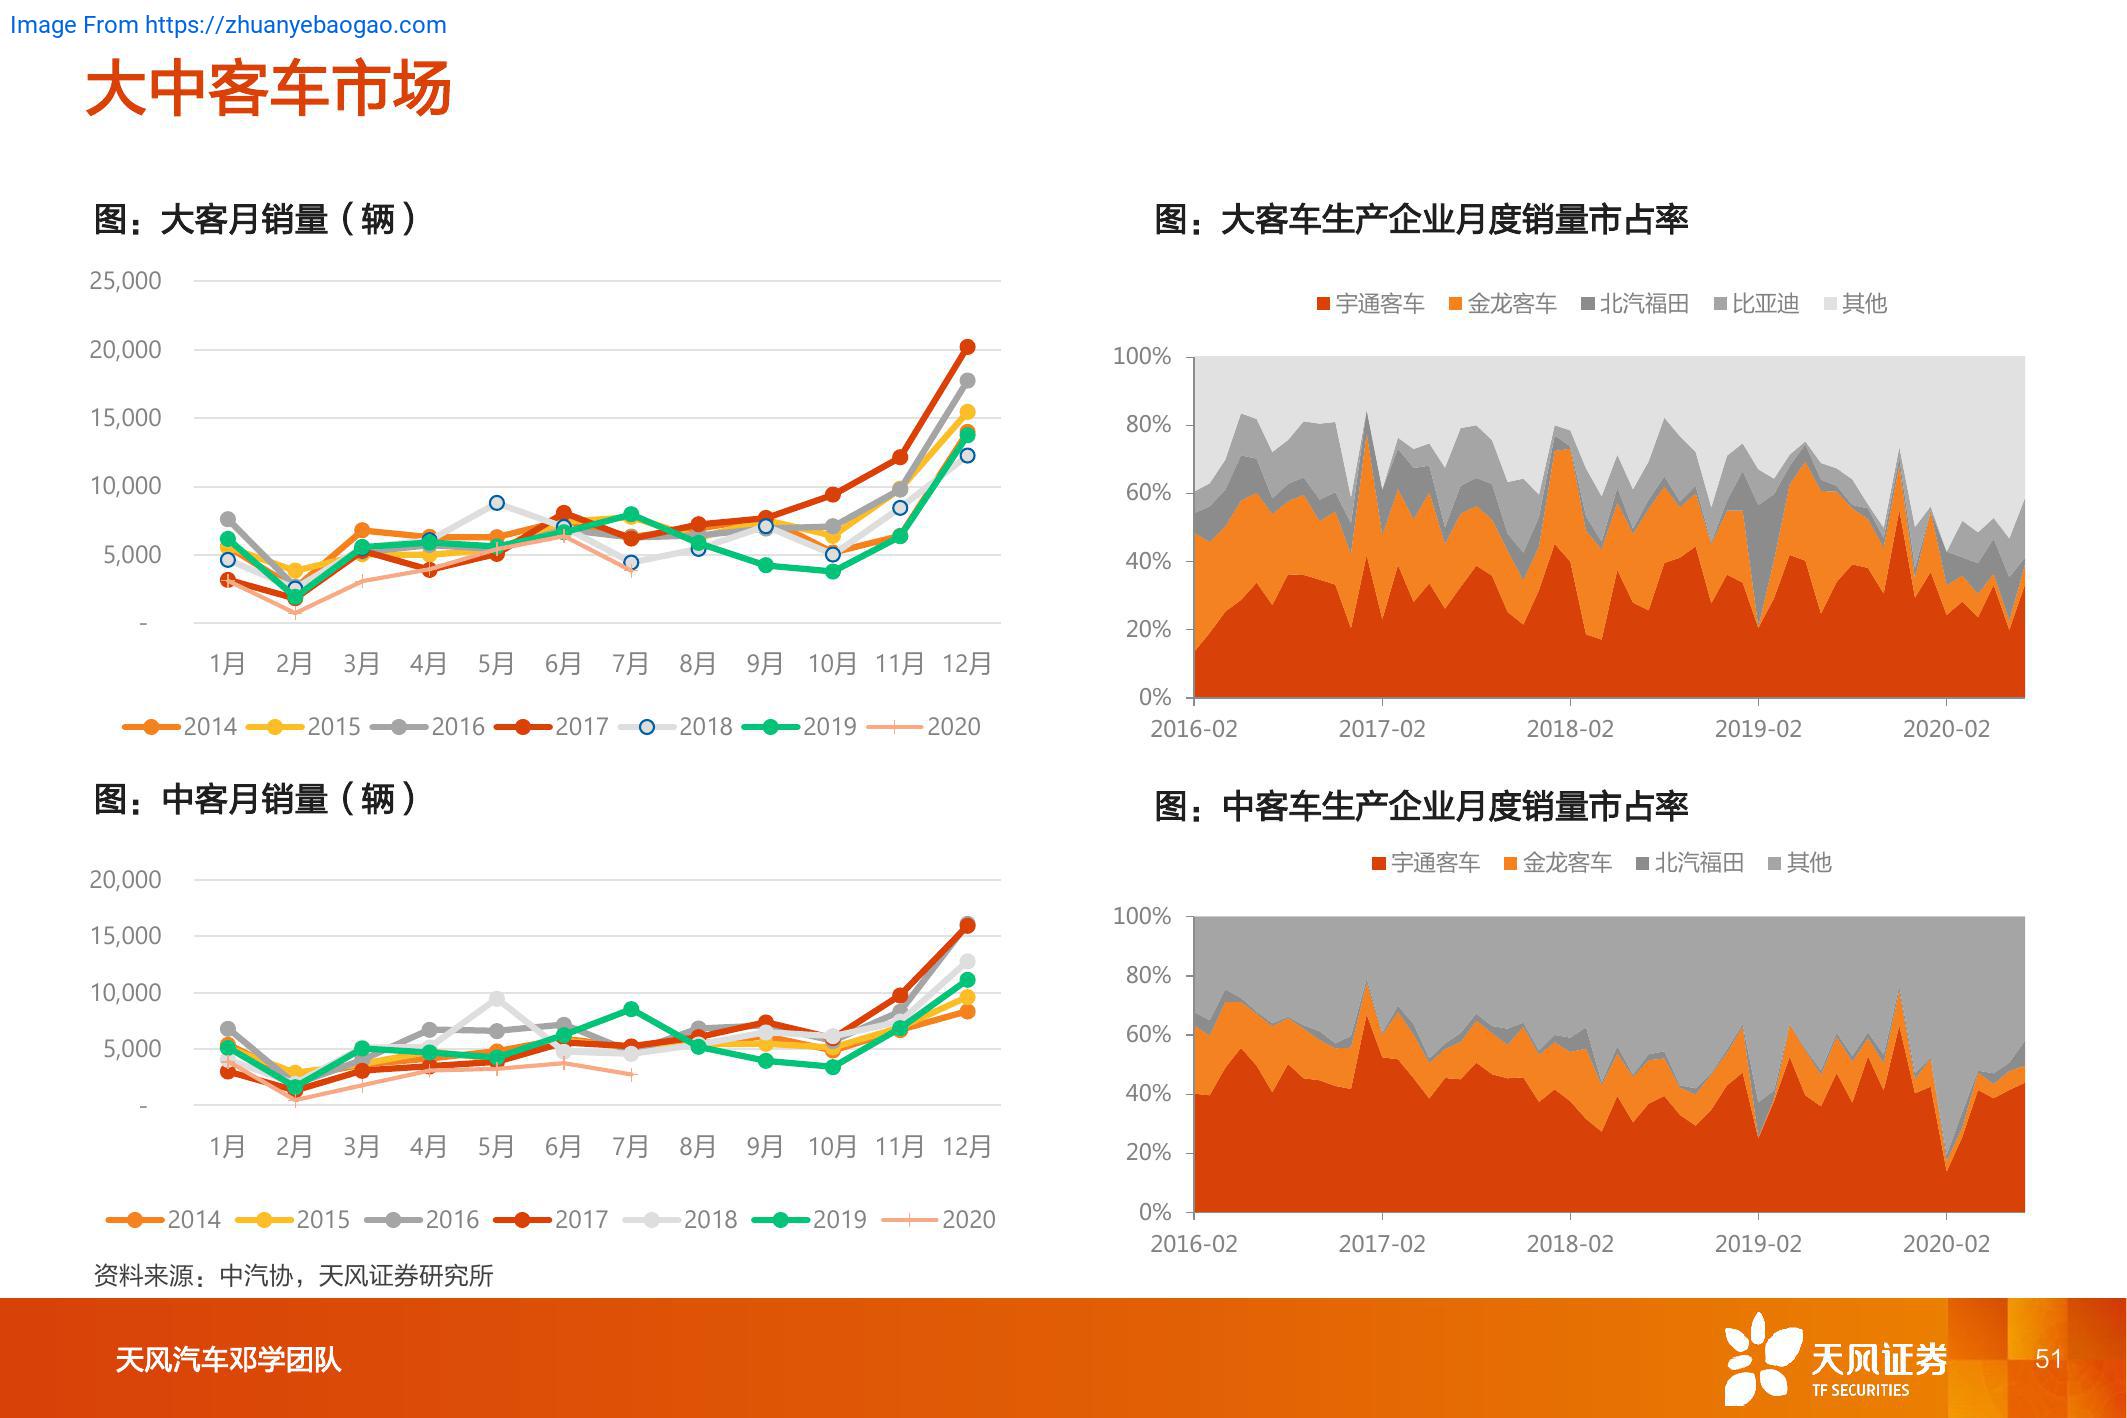 Image From https://zhuanyebaogao.com
大中客车市场
图：大客月销量（辆）
25,000
20,000
15,000
10,000
5,000
-
1月 2月 3月 4月 5月 6月 7月 8月 9月 10月 11月 12月
2014 2015 2016 2017 2018 2019 2020
图：大客车生产企业月度销量市占率
宇通客车 金龙客车 北汽福田 比亚迪 其他
100%
80%
60%
40%
20%
0%
2016-02 2017-02 2018-02 2019-02 2020-02
图：中客月销量（辆）
20,000
15,000
10,000
5,000
-
1月 2月 3月 4月 5月 6月 7月 8月 9月 10月 11月 12月
2014 2015 2016 2017 2018 2019 2020
图：中客车生产企业月度销量市占率
宇通客车 金龙客车 北汽福田 其他
100%
80%
60%
40%
20%
0%
2016-02 2017-02 2018-02 2019-02 2020-02
资料来源：中汽协，天风证券研究所
天风汽车邓学团队
天风证券
TF SECURITIES
51